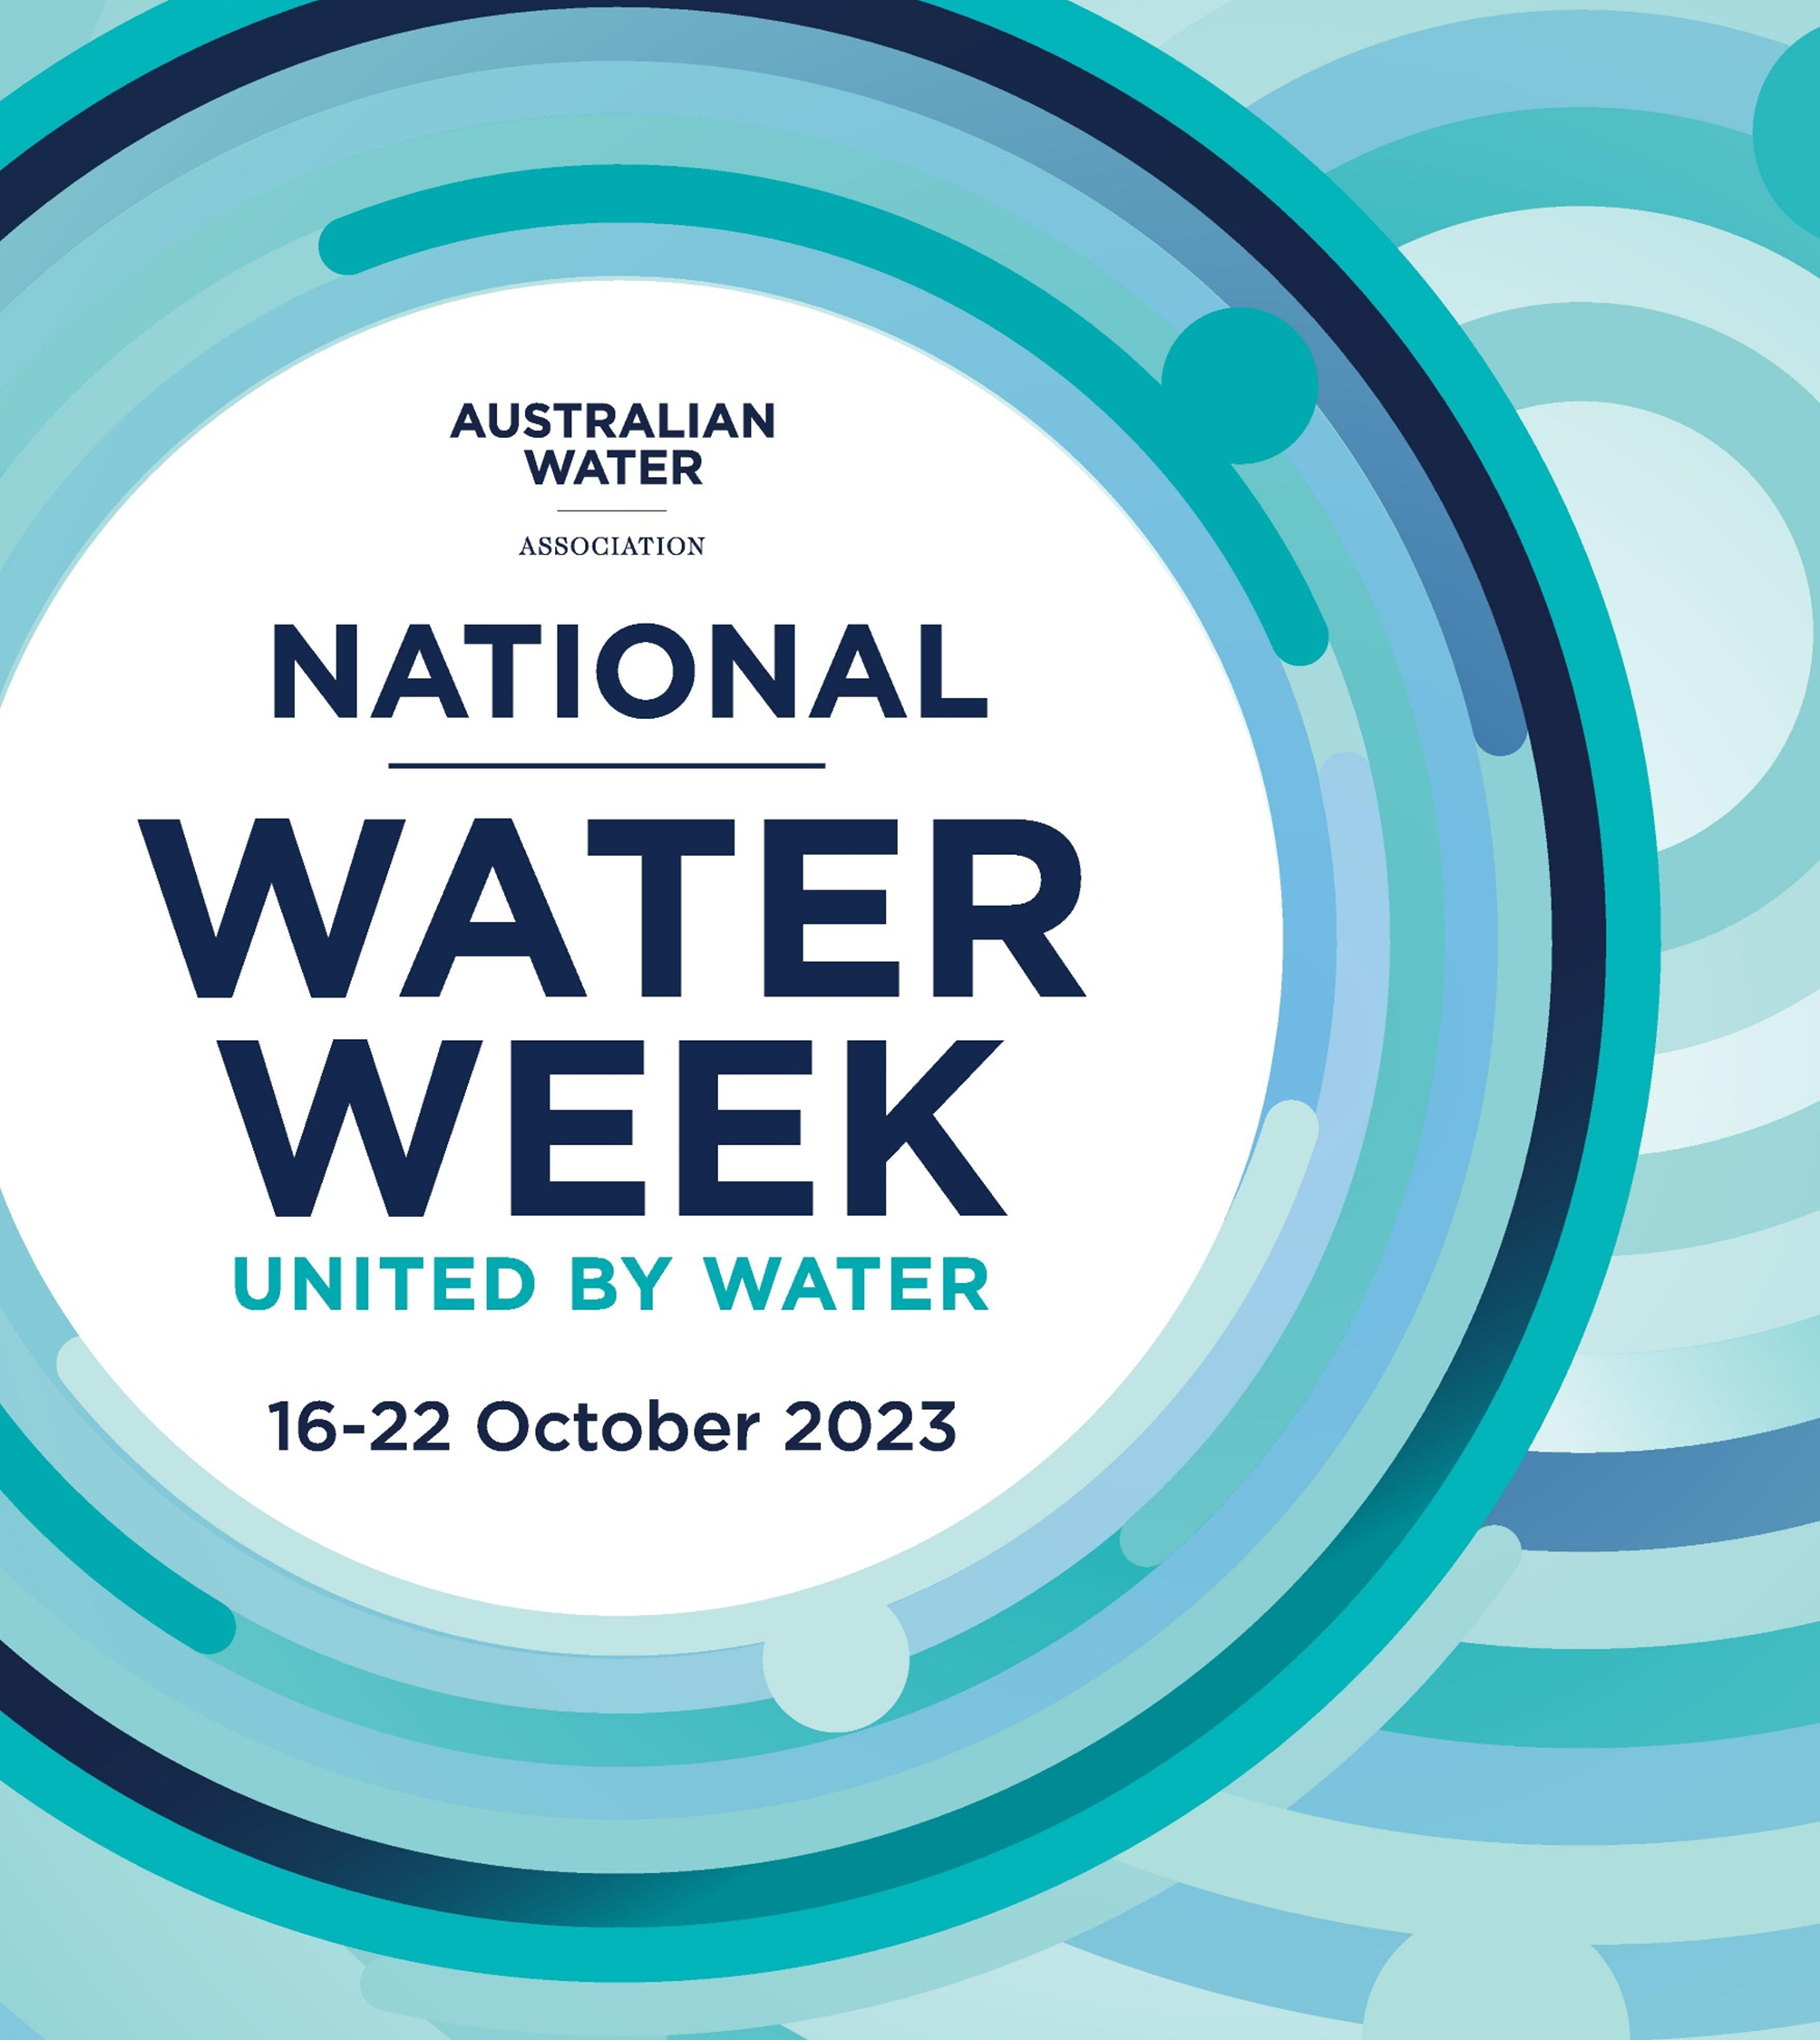 AUSTRALIAN
WATER
ASSOCIATION
NATIONAL
WATER
WEEK
UNITED BY WATER
16-22 October 2023